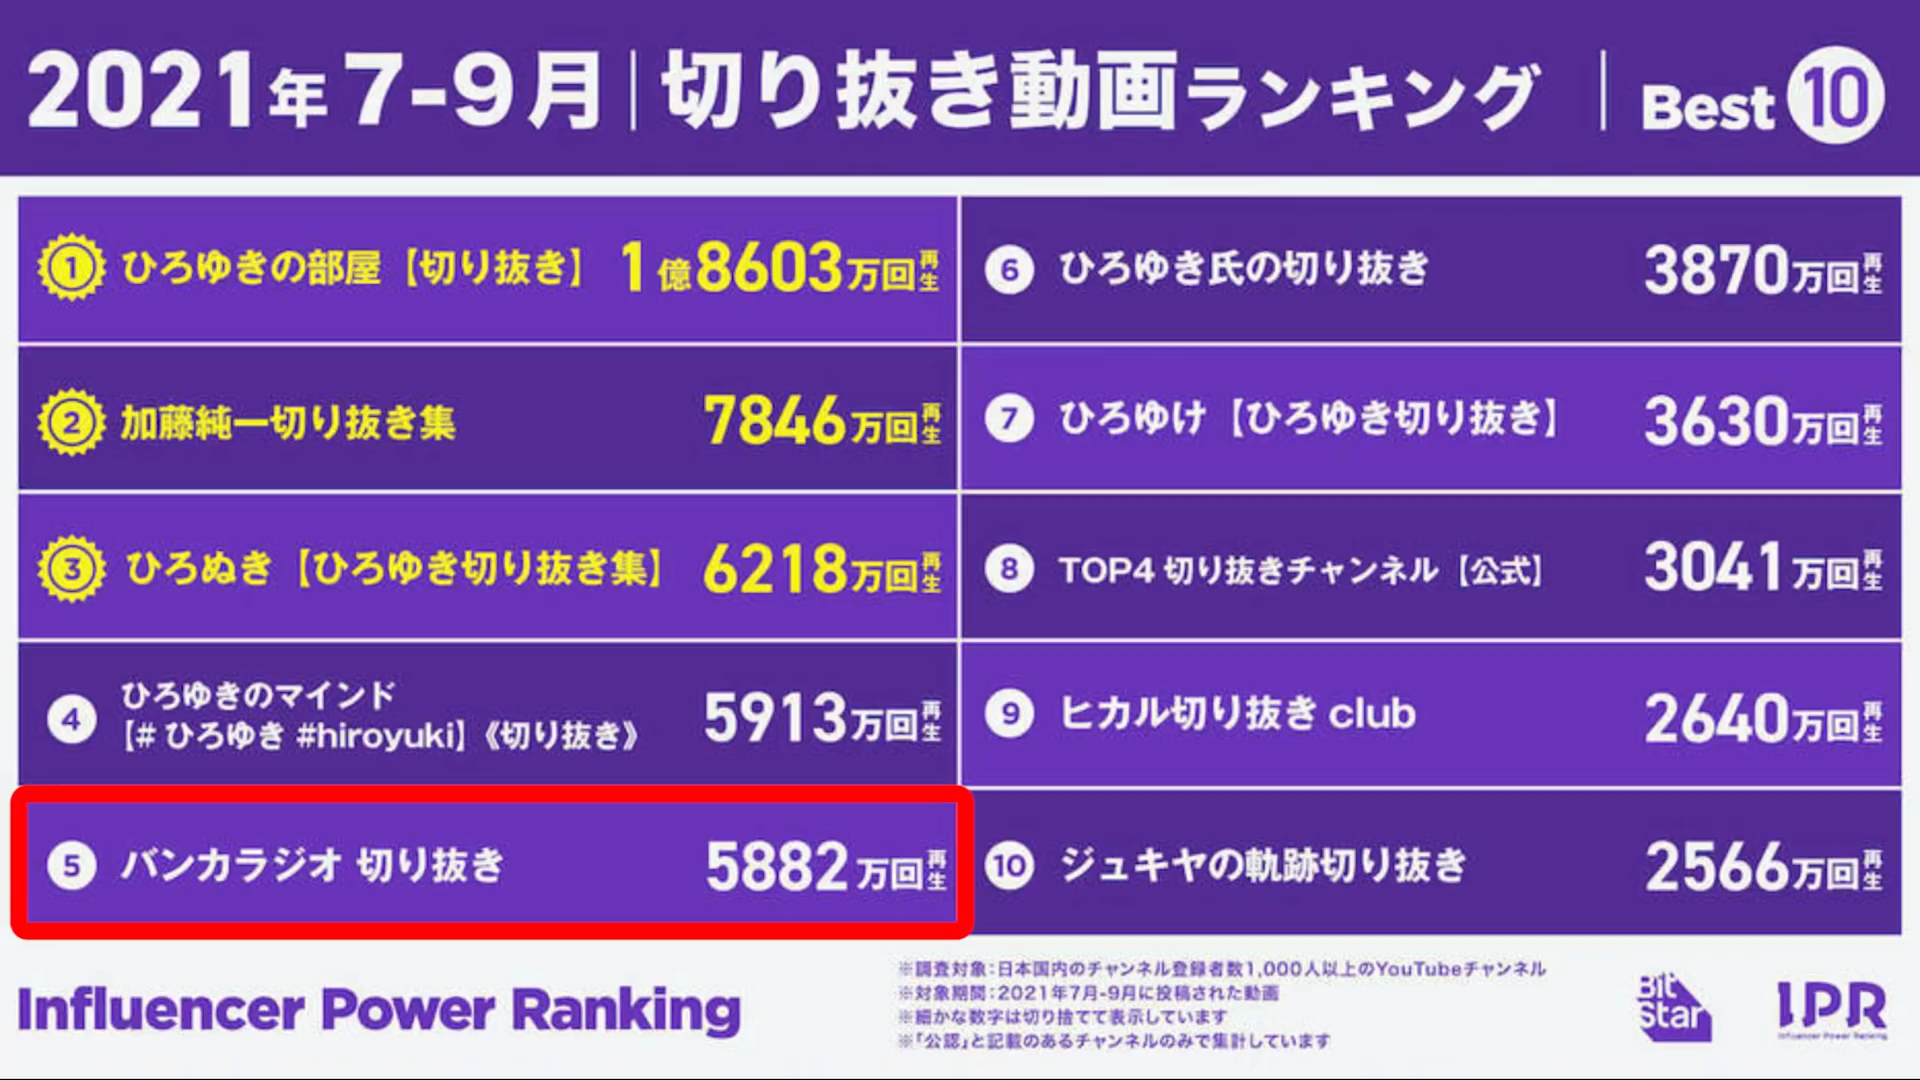 2021年7-9月|切り抜き動画ランキング|Best 10
1 ひろゆきの部屋【切り抜き】 1億8603万回再生
2 加藤純一切り抜き集 7846万回再生
3 ひろぬき【ひろゆき切り抜き集】 6218万回再生
4 ひろゆきのマインド
【#ひろゆき #hiroyuki】《切り抜き》 5913万回再生
5 バンカラジオ 切り抜き 5882万回再生
6 ひろゆき氏の切り抜き 3870万回再生
7 ひろゆけ【ひろゆき切り抜き】 3630万回再生
8 TOP4切り抜きチャンネル【公式】 3041万回再生
9 ヒカル切り抜き club 2640万回再生
10 ジュキヤの軌跡切り抜き 2566万回再生
Influencer Power Ranking
※調査対象:日本国内のチャンネル登録者数1,000人以上のYouTubeチャンネル
※対象期間:2021年7月-9月に投稿された動画
※細かな数字は切り捨てて表示しています
※「公認」と記載のあるチャンネルのみで集計しています
Bit
Star
IPR
Influencer Power Ranking